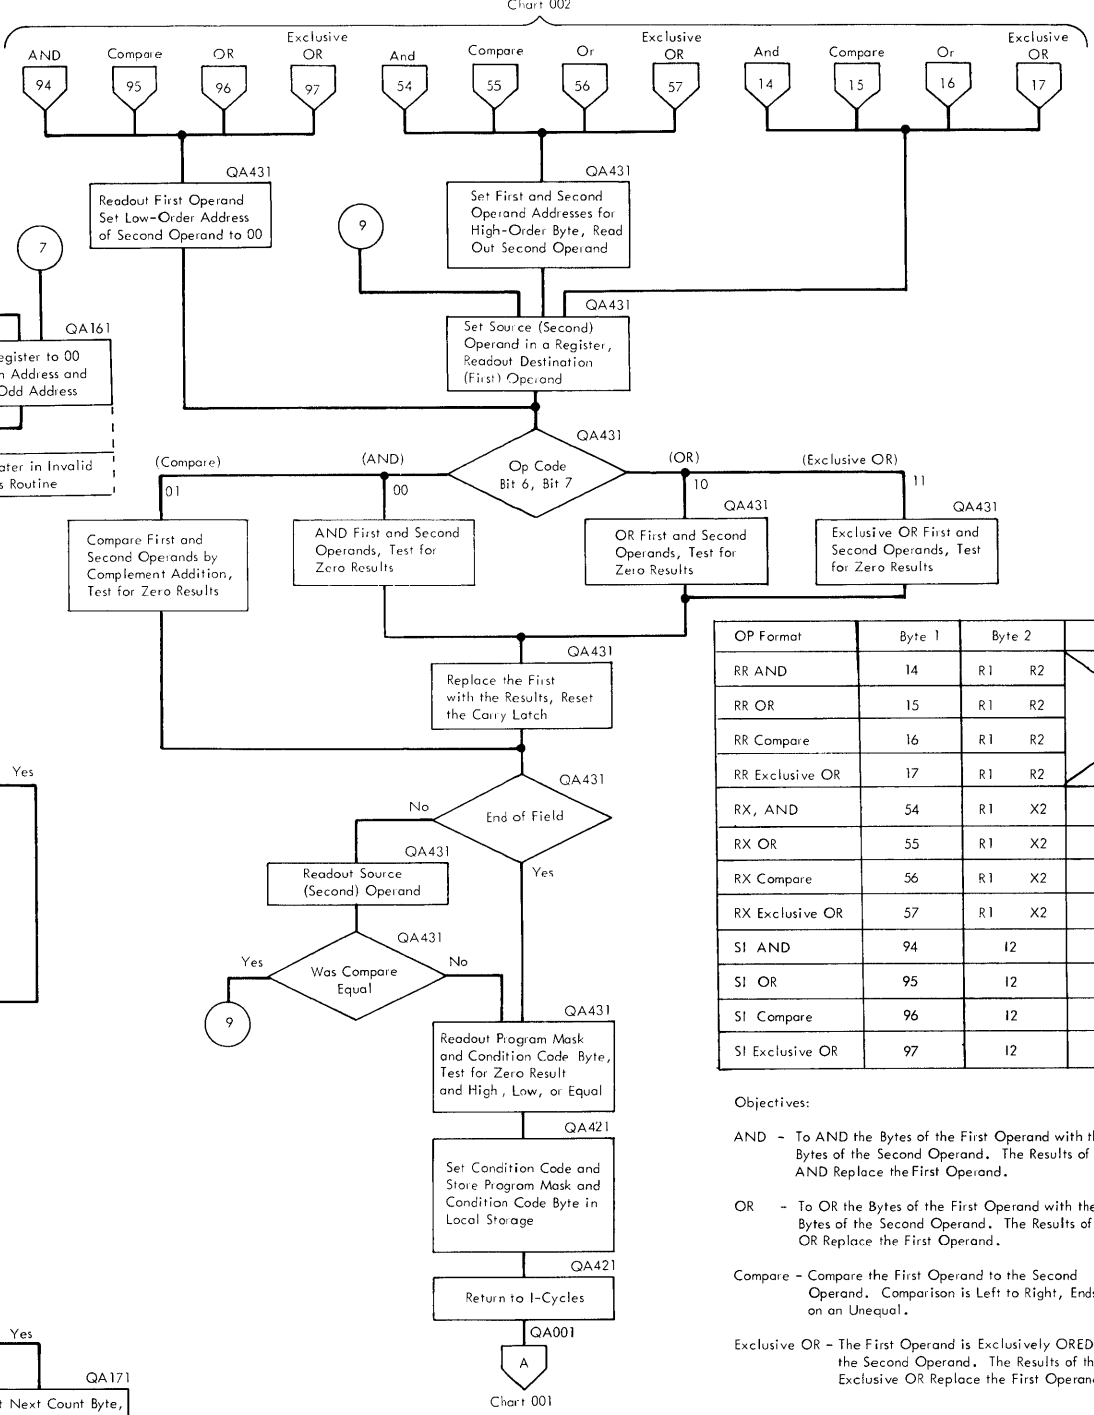 Chart 002
AND
Compare
OR
Exclusive
OR
And
Compare
Or
Exclusive
OR
And
Compare
Or
Exclusive
OR
94
95
96
97
54
55
56
57
14
15
16
17
QA431
Readout First Operand
Set Low-Order Address
of Second Operand to 00
QA431
Set First and Second
Operand Addresses for
High-Order Byte, Read
Out Second Operand
9
7
QA161
egister to 00
Address and
Odd Address
ater in Invalid
s Routine
QA431
Set Source (Second)
Operand in a Register,
Readout Destination
(First) Operand
QA431
Op Code
Bit 6, Bit 7
(Compare)
01
(AND)
00
(OR)
10
(Exclusive OR)
11
Compare First and
Second Operands by
Complement Addition,
Test for Zero Results
AND First and Second
Operands, Test for
Zero Results
QA431
OR First and Second
Operands, Test for
Zero Results
QA431
Exclusive OR First and
Second Operands, Test
for Zero Results
QA431
Replace the First
with the Results, Reset
the Carry Latch
QA431
End of Field
No
Yes
QA431
Readout Source
(Second) Operand
QA431
Was Compare
Equal
Yes
No
9
QA431
Readout Program Mask
and Condition Code Byte,
Test for Zero Result
and High, Low, or Equal
QA421
Set Condition Code and
Store Program Mask and
Condition Code Byte in
Local Storage
QA421
Return to I-Cycles
QA001
A
Chart 001
Yes
Yes
QA171
t Next Count Byte,
OP Format Byte 1 Byte 2
RR AND 14 R1 R2
RR OR 15 R1 R2
RR Compare 16 R1 R2
RR Exclusive OR 17 R1 R2
RX, AND 54 R1 X2
RX OR 55 R1 X2
RX Compare 56 R1 X2
RX Exclusive OR 57 R1 X2
SI AND 94 I2
SI OR 95 I2
SI Compare 96 I2
SI Exclusive OR 97 I2
Objectives:
AND - To AND the Bytes of the First Operand with th
Bytes of the Second Operand. The Results of
AND Replace the First Operand.
OR - To OR the Bytes of the First Operand with the
Bytes of the Second Operand. The Results of
OR Replace the First Operand.
Compare - Compare the First Operand to the Second
Operand. Comparison is Left to Right, Ends
on an Unequal.
Exclusive OR - The First Operand is Exclusively ORED
the Second Operand. The Results of th
Exclusive OR Replace the First Operan